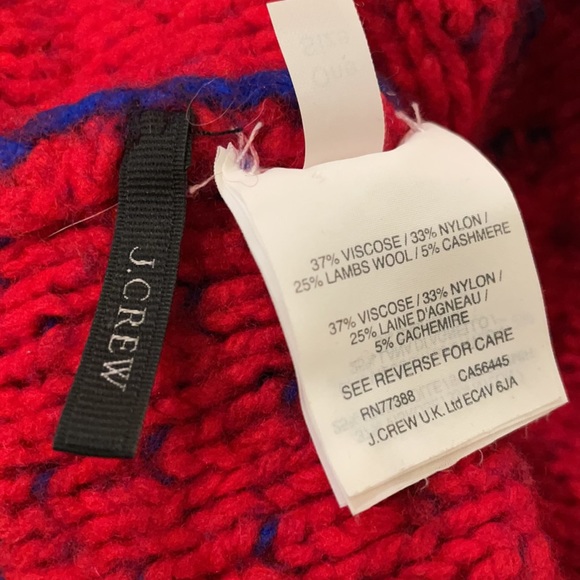 J.CREW
37% VISCOSE / 33% NYLON /
25% LAMBS WOOL / 5% CASHMERE
37% VISCOSE / 33% NYLON /
25% LAINE D'AGNEAU /
5% CACHEMIRE
SEE REVERSE FOR CARE
RN77388 CA56445
J.CREW U.K. Ltd EC4V 6JA